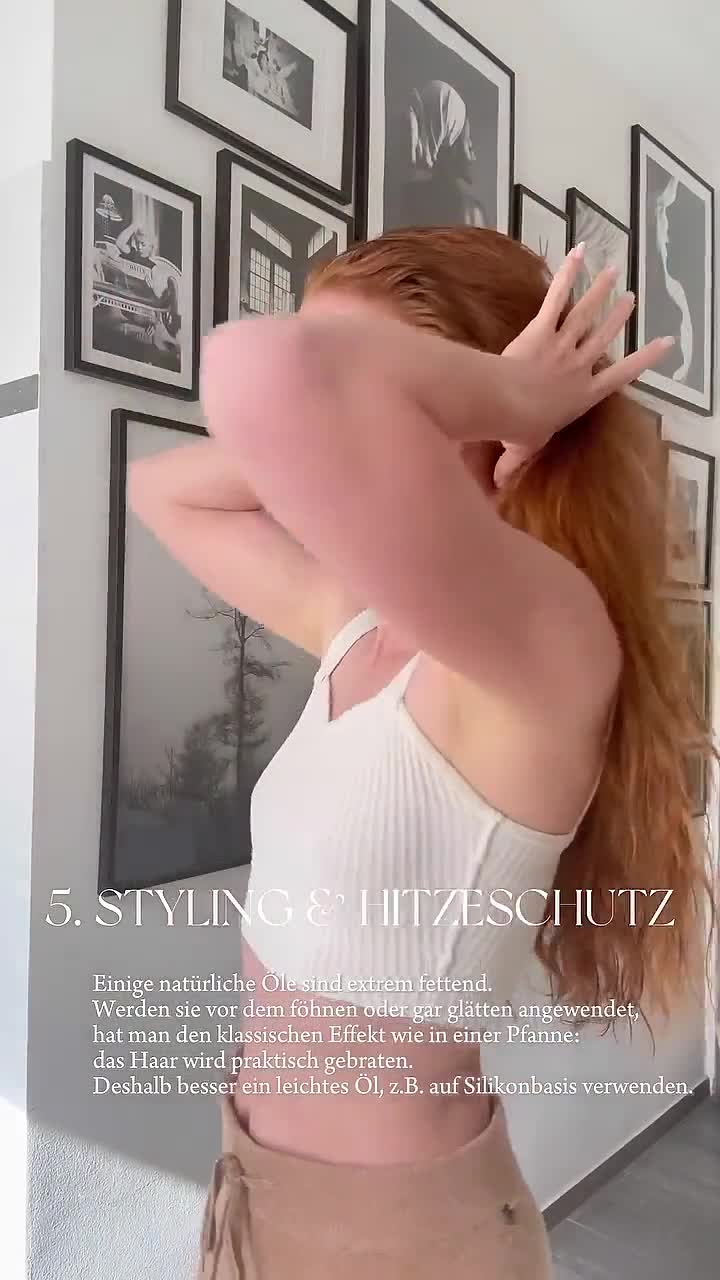 5. STYLING & HITZESCHUTZ
Einige natürliche Öle sind extrem fettend.
Werden sie vor dem föhnen oder gar glätten angewendet,
hat man den klassischen Effekt wie in einer Pfanne:
das Haar wird praktisch gebraten.
Deshalb besser ein leichtes Öl, z.B. auf Silikonbasis verwenden.